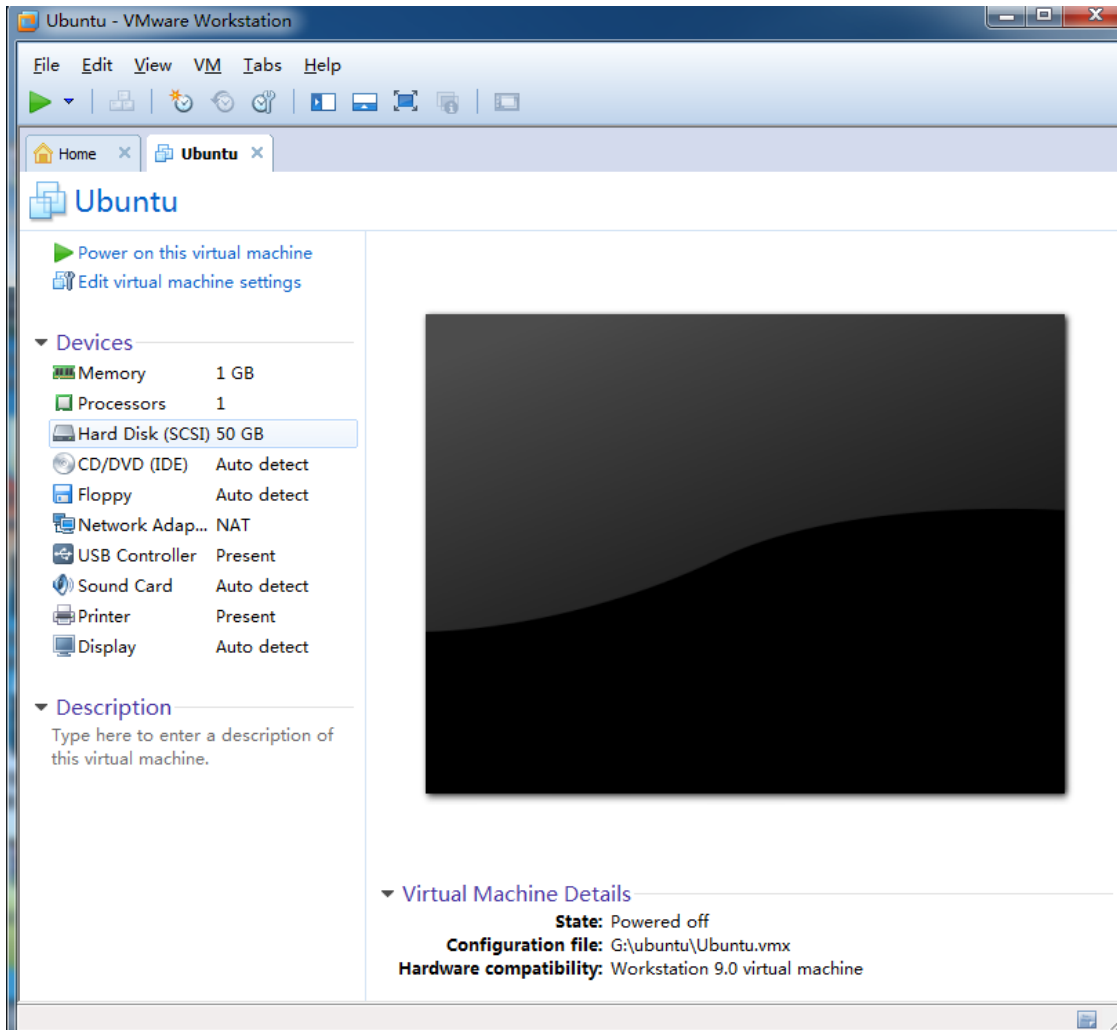 Ubuntu - VMware Workstation
File Edit View VM Tabs Help
Home Ubuntu
Ubuntu
Power on this virtual machine
Edit virtual machine settings
Devices
Memory 1 GB
Processors 1
Hard Disk (SCSI) 50 GB
CD/DVD (IDE) Auto detect
Floppy Auto detect
Network Adap... NAT
USB Controller Present
Sound Card Auto detect
Printer Present
Display Auto detect
Description
Type here to enter a description of
this virtual machine.
Virtual Machine Details
State: Powered off
Configuration file: G:\ubuntu\Ubuntu.vmx
Hardware compatibility: Workstation 9.0 virtual machine